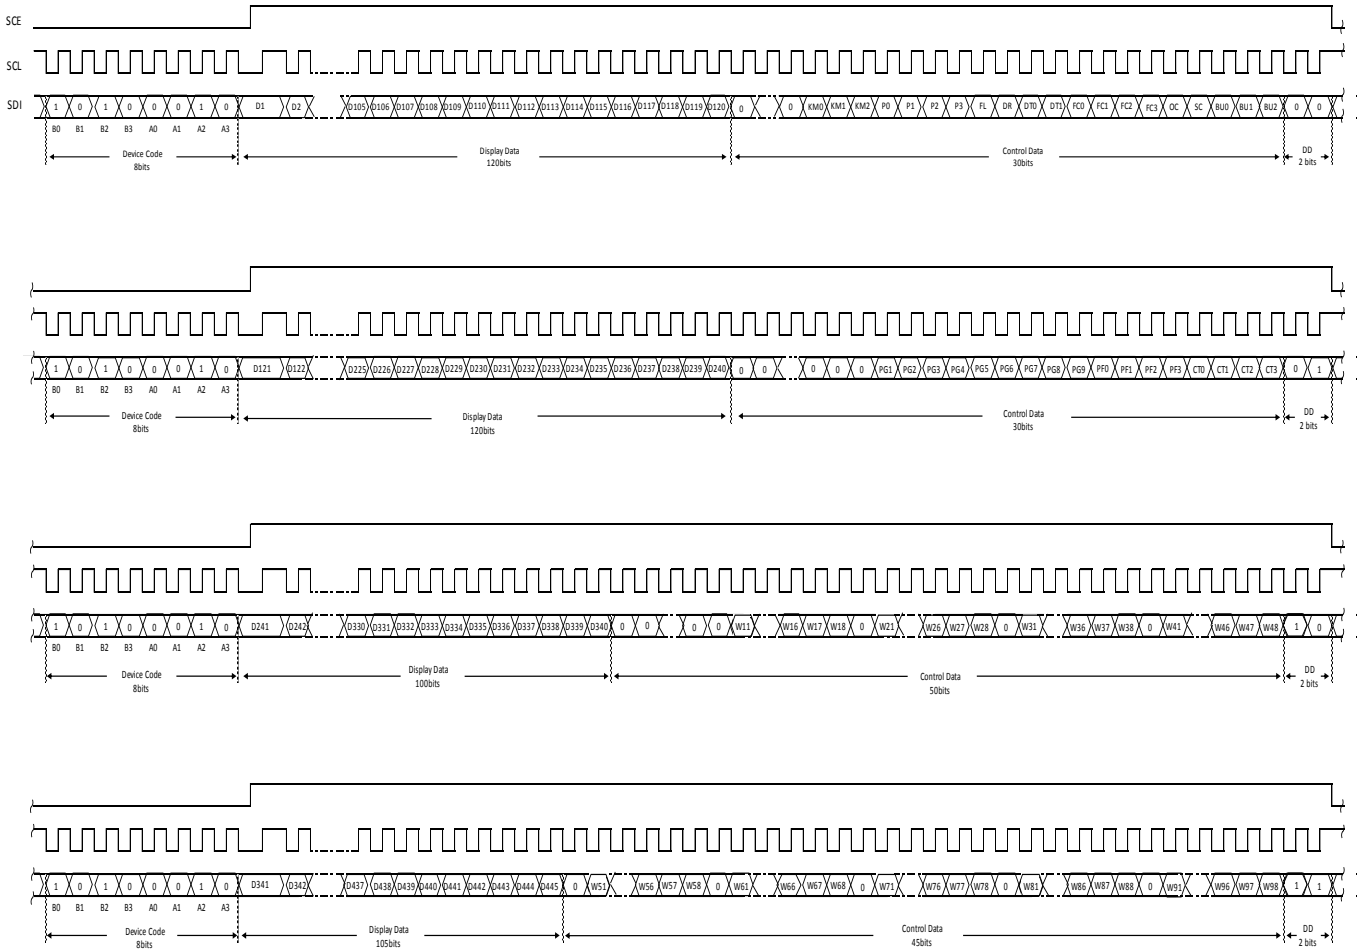 SCE
SCL
SDI 1 0 1 0 0 0 1 0 D1 D2 D105 D106 D107 D108 D109 D110 D111 D112 D113 D114 D115 D116 D117 D118 D119 D120 0 0 KM0 KM1 KM2 P0 P1 P2 P3 FL DR DT0 DT1 FC0 FC1 FC2 FC3 OC SC BU0 BU1 BU2 0 0
B0 B1 B2 B3 A0 A1 A2 A3
Device Code Display Data Control Data DD
8bits 120bits 30bits 2 bits
1 0 1 0 0 0 1 0 D121 D122 D225 D226 D227 D228 D229 D230 D231 D232 D233 D234 D235 D236 D237 D238 D239 D240 0 0 0 0 0 PG1 PG2 PG3 PG4 PG5 PG6 PG7 PG8 PG9 PF0 PF1 PF2 PF3 CT0 CT1 CT2 CT3 0 1
B0 B1 B2 B3 A0 A1 A2 A3
Device Code Display Data Control Data DD
8bits 120bits 30bits 2 bits
1 0 1 0 0 0 1 0 D241 D242 D330 D331 D332 D333 D334 D335 D336 D337 D338 D339 D340 0 0 0 0 W11 W16 W17 W18 0 W21 W26 W27 W28 0 W31 W36 W37 W38 0 W41 W46 W47 W48 1 0
B0 B1 B2 B3 A0 A1 A2 A3
Device Code Display Data Control Data DD
8bits 100bits 50bits 2 bits
1 0 1 0 0 0 1 0 D341 D342 D437 D438 D439 D440 D441 D442 D443 D444 D445 0 W51 W56 W57 W58 0 W61 W66 W67 W68 0 W71 W76 W77 W78 0 W81 W86 W87 W88 0 W91 W96 W97 W98 1 1
B0 B1 B2 B3 A0 A1 A2 A3
Device Code Display Data Control Data DD
8bits 105bits 45bits 2 bits